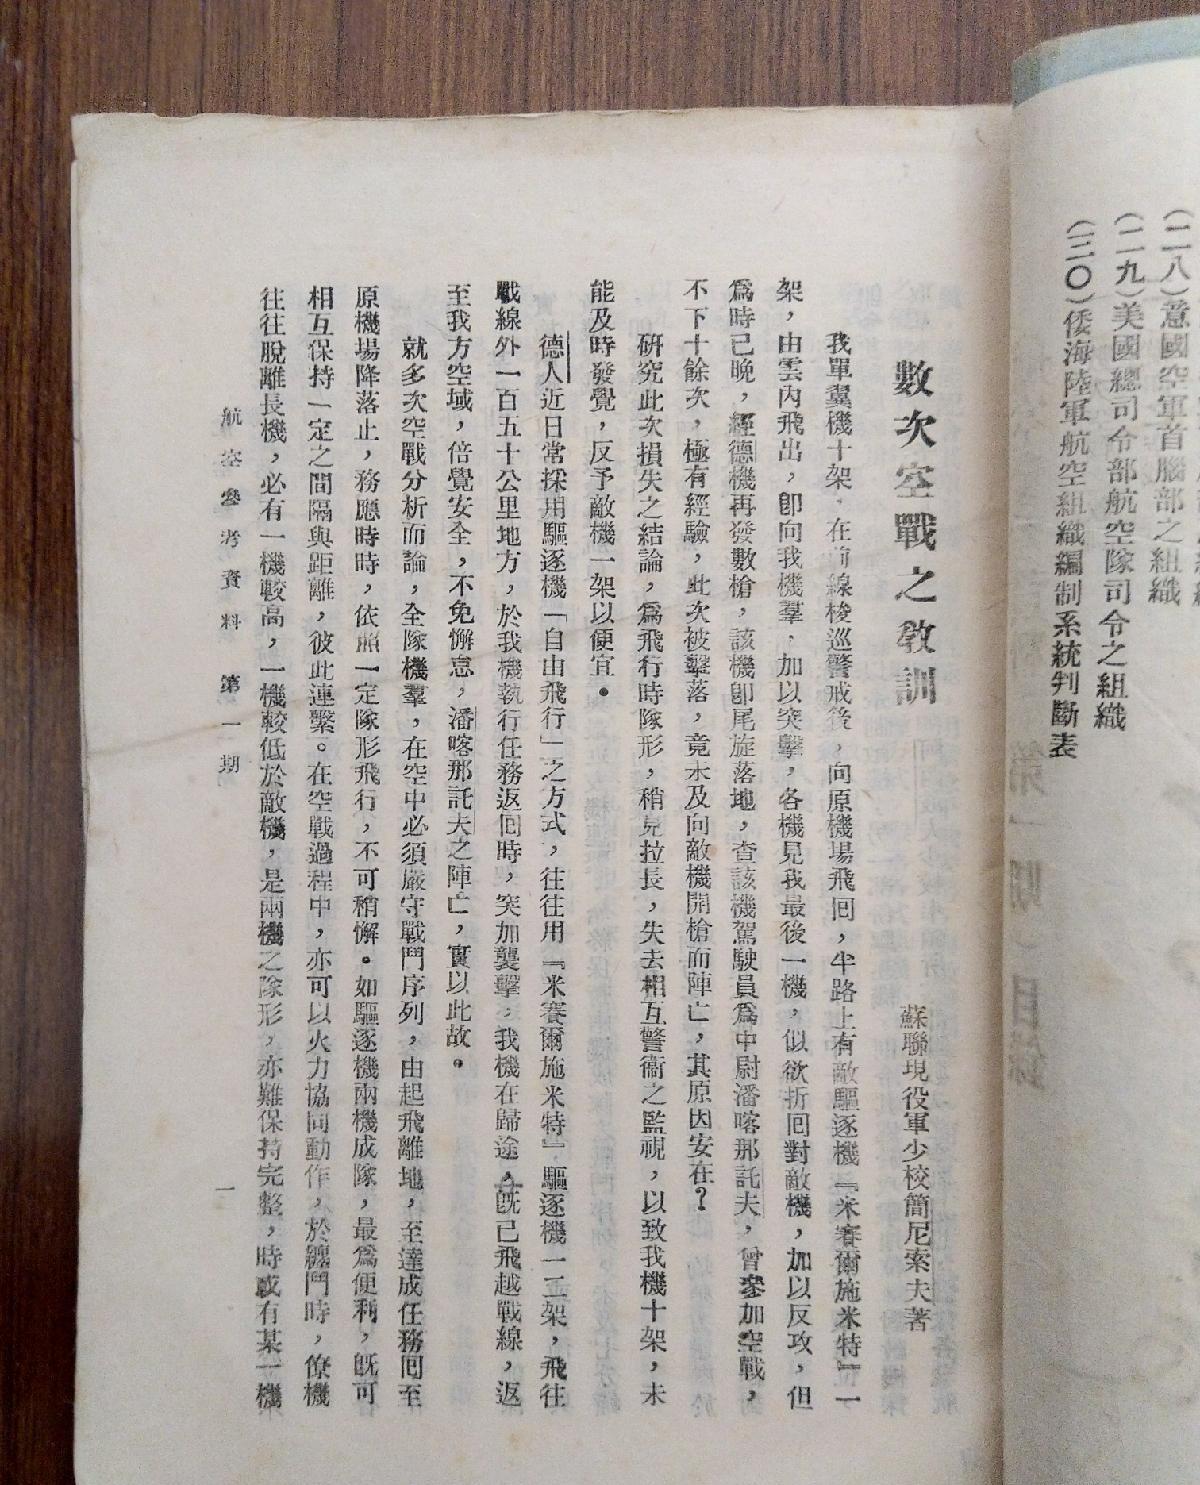 (二八)意國空軍首腦部之組織
(二九)美國總司令部航空隊司令之組織
(三〇)倭海陸軍航空組織編制系統判斷表
數次空戰之敎訓
蘇聯現役軍少校簡尼索夫著
我單翼機十架，在前線梭巡警戒後，向原機場飛囘，半路上有敵驅逐機『米賽爾施米特』一
架，由雲內飛出，卽向我機羣，加以突擊，各機見我最後一機，似欲折囘對敵機，加以反攻，但
爲時已晚，經德機再發數槍，該機卽尾旋落地，查該機駕駛員爲中尉潘喀那託夫，曾參加空戰，
不下十餘次，極有經驗，此次被擊落，竟未及向敵機開槍而陣亡，其原因安在？
硏究此次損失之結論，爲飛行時隊形，稍見拉長，失去相互警衞之監視，以致我機十架，未
能及時發覺，反予敵機一架以便宜。
德人近日常採用驅逐機「自由飛行」之方式，往往用『米賽爾施米特』驅逐機一二架，飛往
戰線外一百五十公里地方，於我機執行任務返囘時，突加襲擊，我機在歸途，旣已飛越戰線，返
至我方空域，倍覺安全，不免懈怠，潘喀那託夫之陣亡，實以此故。
就多次空戰分析而論，全隊機羣，在空中必須嚴守戰鬥序列，由起飛離地，至達成任務囘至
原機場降落止，務應時時，依照一定隊形飛行，不可稍懈。如驅逐機兩機成隊，最爲便利，旣可
相互保持一定之間隔與距離，彼此連繫。在空戰過程中，亦可以火力協同動作，於纏鬥時，僚機
往往脫離長機，必有一機較高，一機較低於敵機，是兩機之隊形，亦難保持完整，時或有某一機
航空參考資料 第一期 一